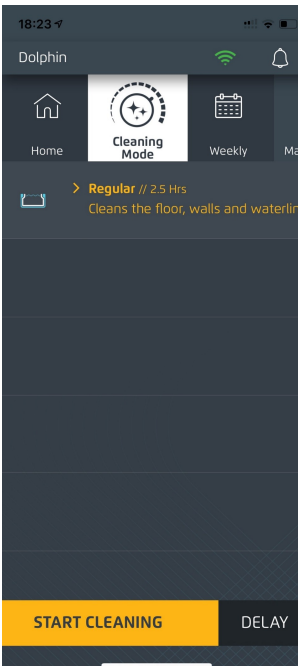 18:23
Dolphin
Home
Cleaning
Mode
Weekly
Ma
Regular // 2.5 Hrs
Cleans the floor, walls and waterlin
START CLEANING
DELAY